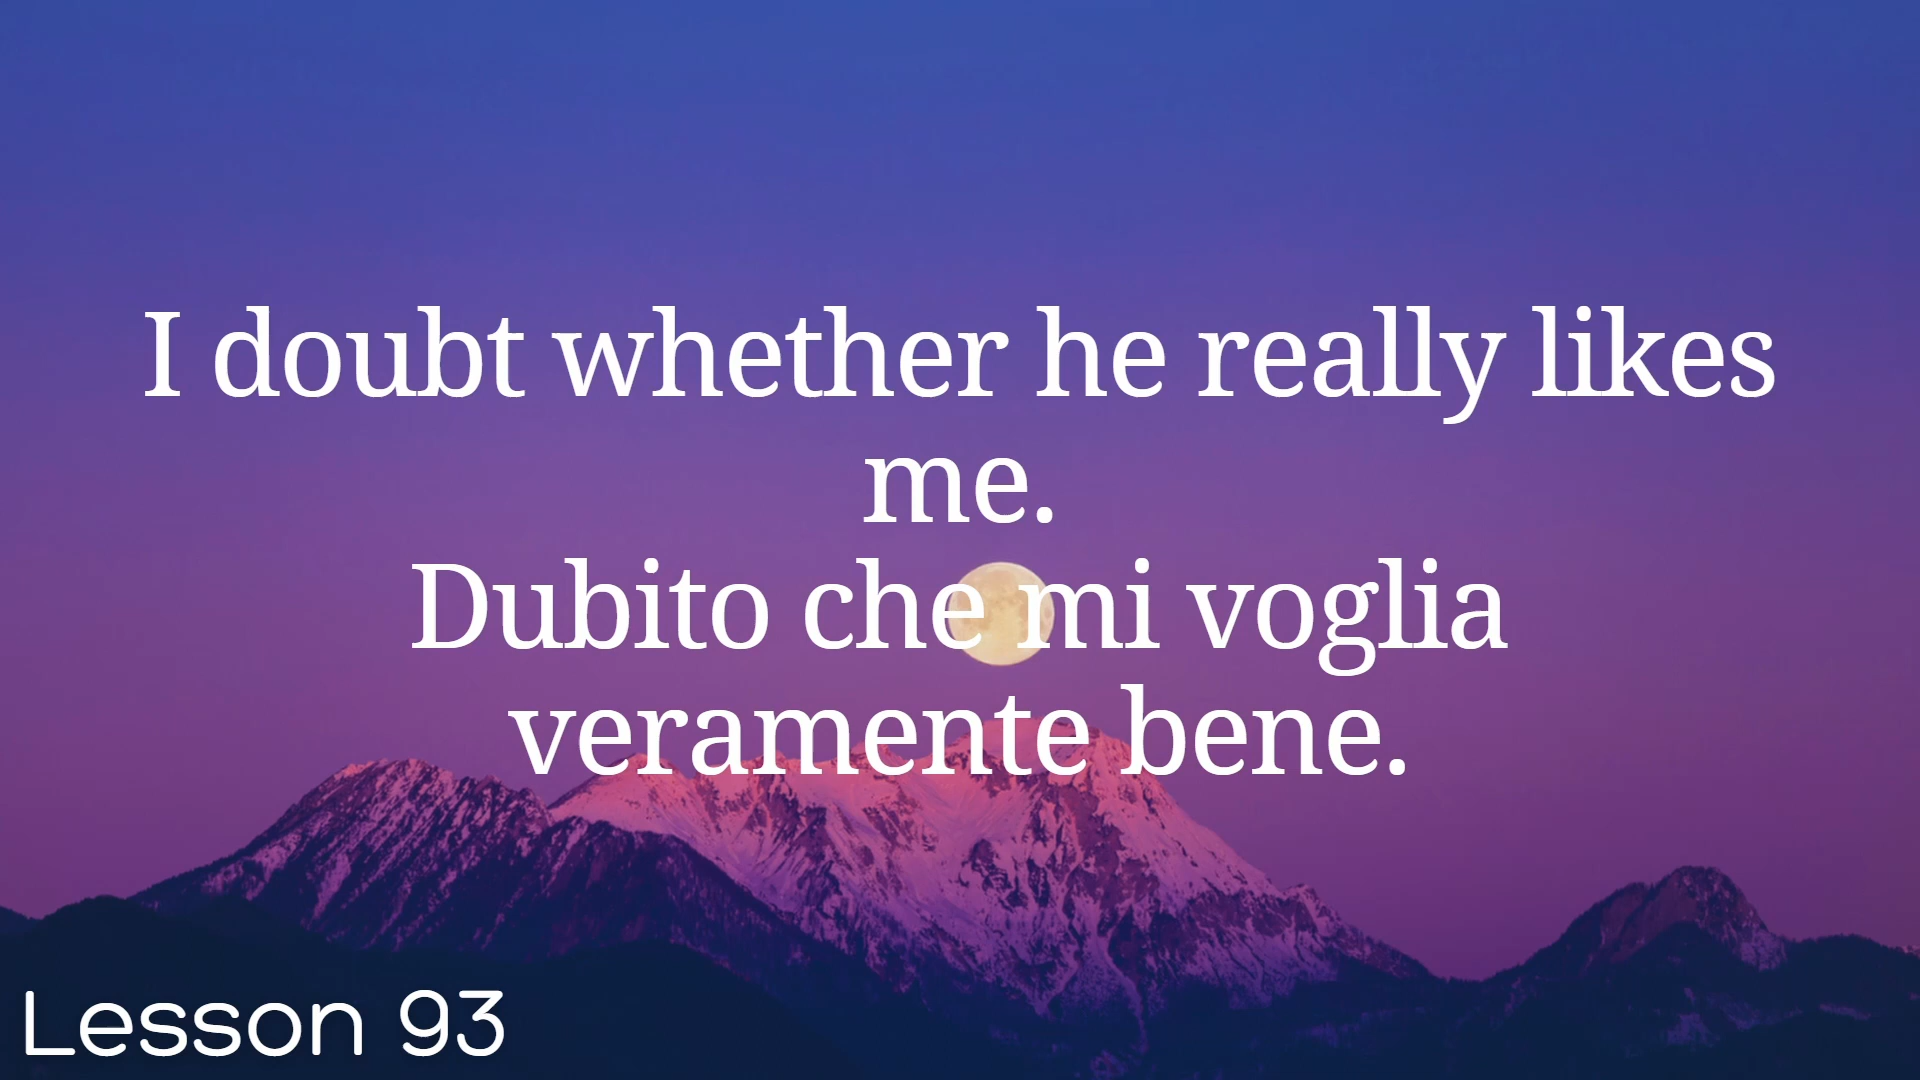 I doubt whether he really likes
me.
Dubito che mi voglia
veramente bene.
Lesson 93